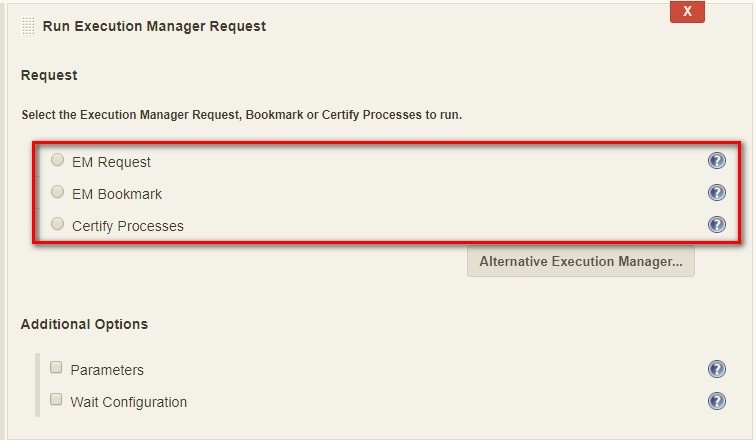 Run Execution Manager Request
X
Request
Select the Execution Manager Request, Bookmark or Certify Processes to run.
EM Request
?
EM Bookmark
?
Certify Processes
?
Alternative Execution Manager...
Additional Options
Parameters
?
Wait Configuration
?